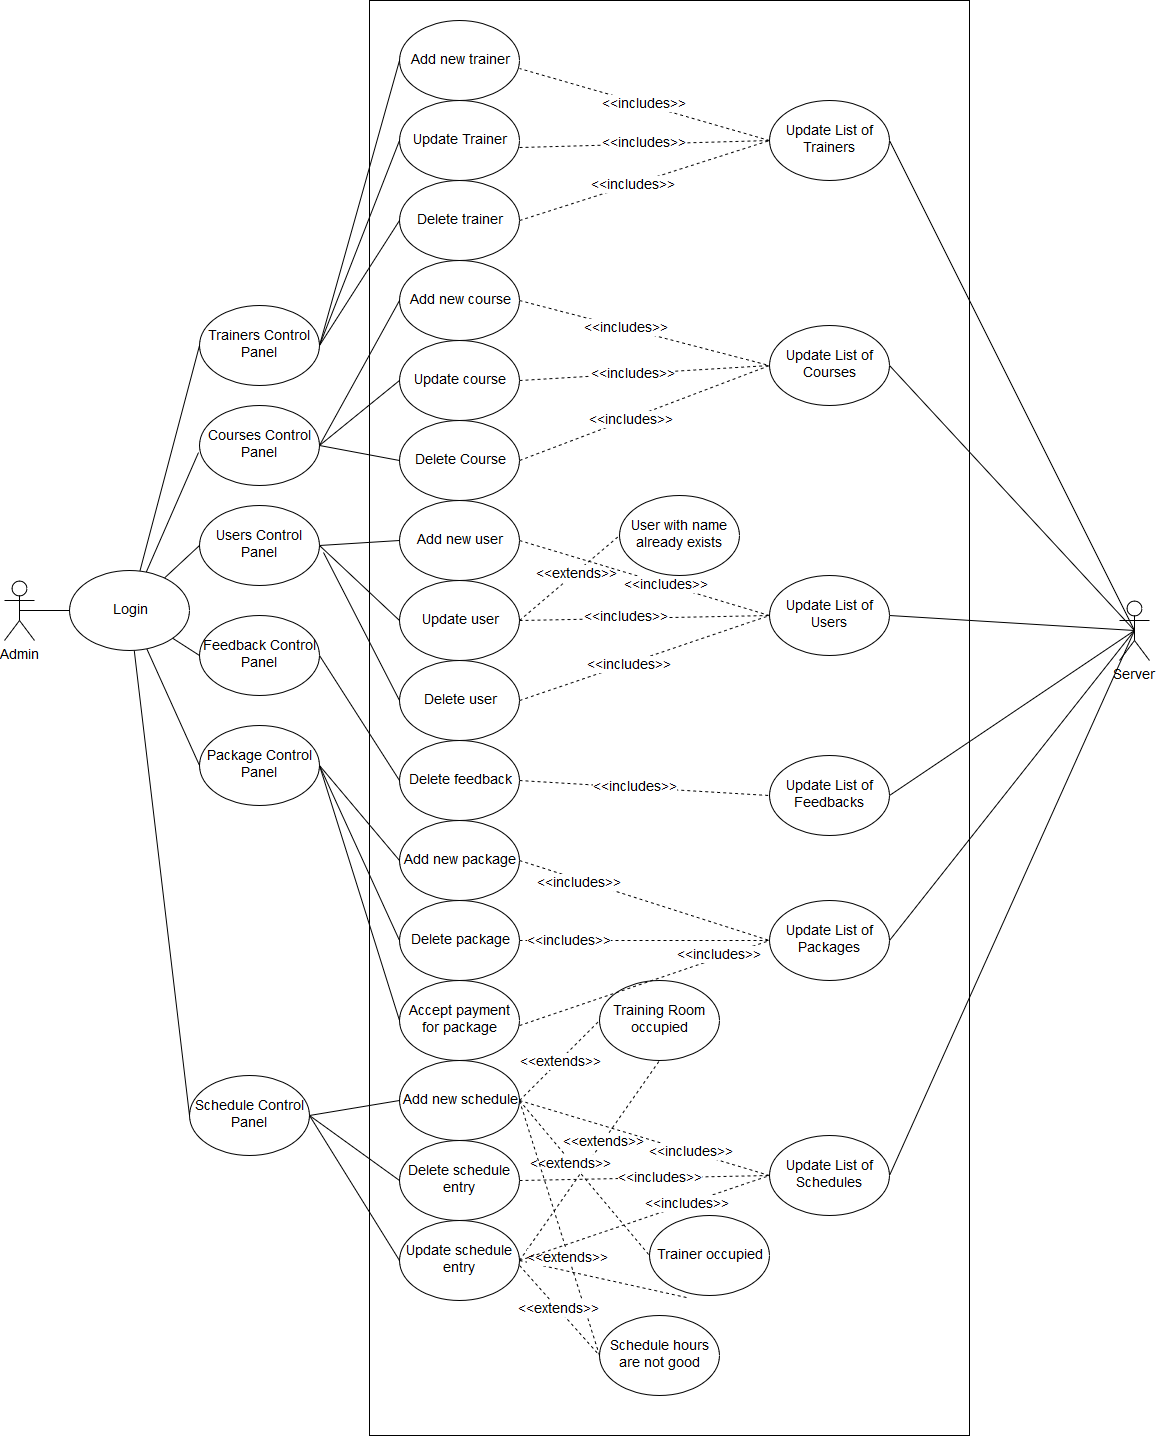 Add new trainer
<<includes>>
Update List of
Trainers
Update Trainer
<<includes>>
<<includes>>
Delete trainer
Add new course
<<includes>>
Trainers Control
Panel
Update List of
Courses
Update course
<<includes>>
<<includes>>
Courses Control
Panel
Delete Course
User with name
already exists
Users Control
Panel
Add new user
<<extends>>
<<includes>>
Login
Update user
<<includes>>
Update List of
Users
Admin
Feedback Control
Panel
<<includes>>
Server
Delete user
Package Control
Panel
Delete feedback
<<includes>>
Update List of
Feedbacks
Add new package
<<includes>>
Delete package
<<includes>>
Update List of
Packages
<<includes>>
Accept payment
for package
Training Room
occupied
<<extends>>
Schedule Control
Panel
Add new schedule
<<extends>>
<<includes>>
<<extends>>
Delete schedule
entry
<<includes>>
Update List of
Schedules
<<includes>>
Update schedule
entry
<<extends>>
Trainer occupied
<<extends>>
Schedule hours
are not good